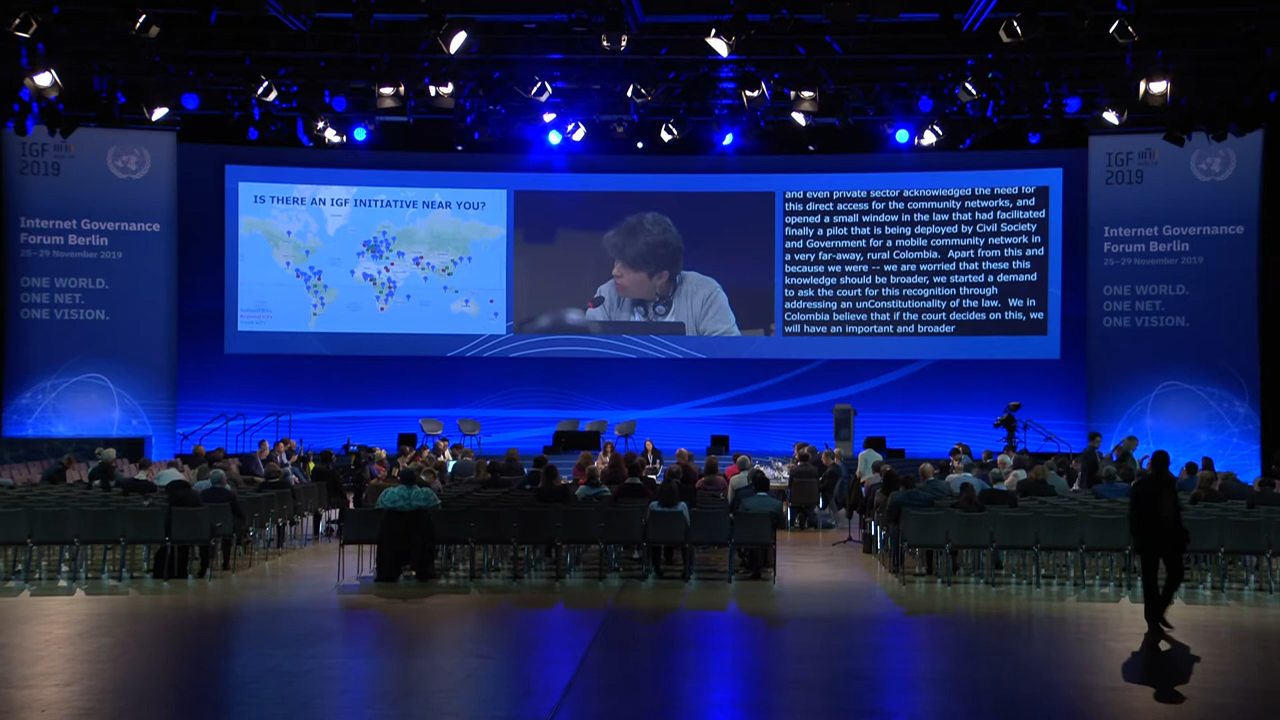 IGF
2019
Internet Governance
Forum Berlin
25–29 November 2019
ONE WORLD.
ONE NET.
ONE VISION.
IS THERE AN IGF INITIATIVE NEAR YOU?
and even private sector acknowledged the need for
this direct access for the community networks, and
opened a small window in the law that had facilitated
finally a pilot that is being deployed by Civil Society
and Government for a mobile community network in
a very far-away, rural Colombia. Apart from this and
because we were -- we are worried that these this
knowledge should be broader, we started a demand
to ask the court for this recognition through
addressing an unConstitutionality of the law. We in
Colombia believe that if the court decides on this, we
will have an important and broader
IGF
2019
Internet Governance
Forum Berlin
25–29 November 2019
ONE WORLD.
ONE NET.
ONE VISION.